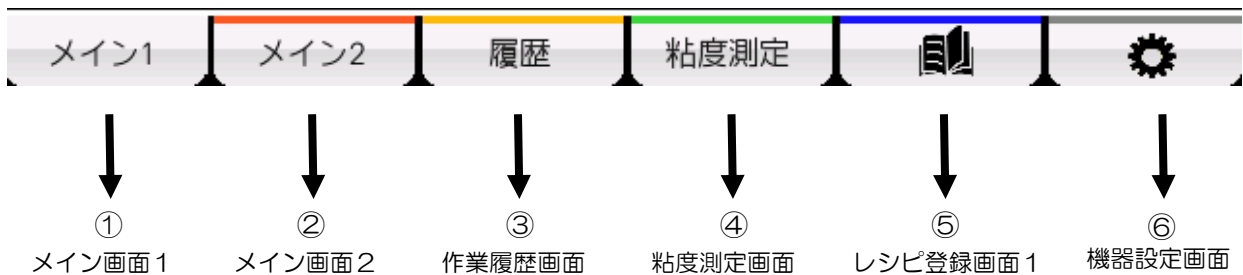 メイン1 メイン2 履歴 粘度測定
① ② ③ ④ ⑤ ⑥
メイン画面１ メイン画面２ 作業履歴画面 粘度測定画面 レシピ登録画面１ 機器設定画面